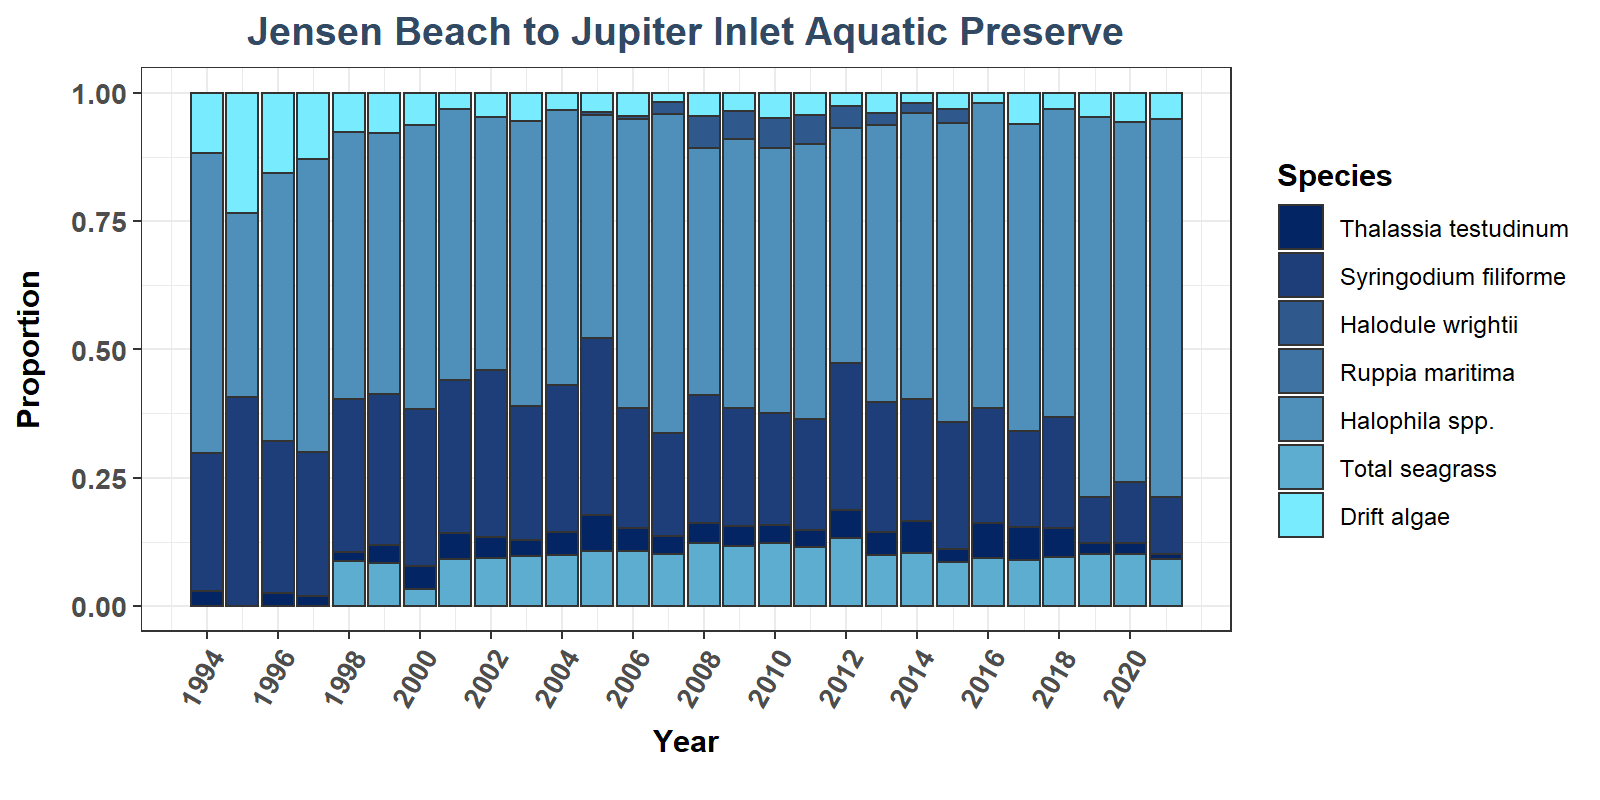 Jensen Beach to Jupiter Inlet Aquatic Preserve
Proportion
1.00
0.75
0.50
0.25
0.00
1994
1996
1998
2000
2002
2004
2006
2008
2010
2012
2014
2016
2018
2020
Year
Species
Thalassia testudinum
Syringodium filiforme
Halodule wrightii
Ruppia maritima
Halophila spp.
Total seagrass
Drift algae